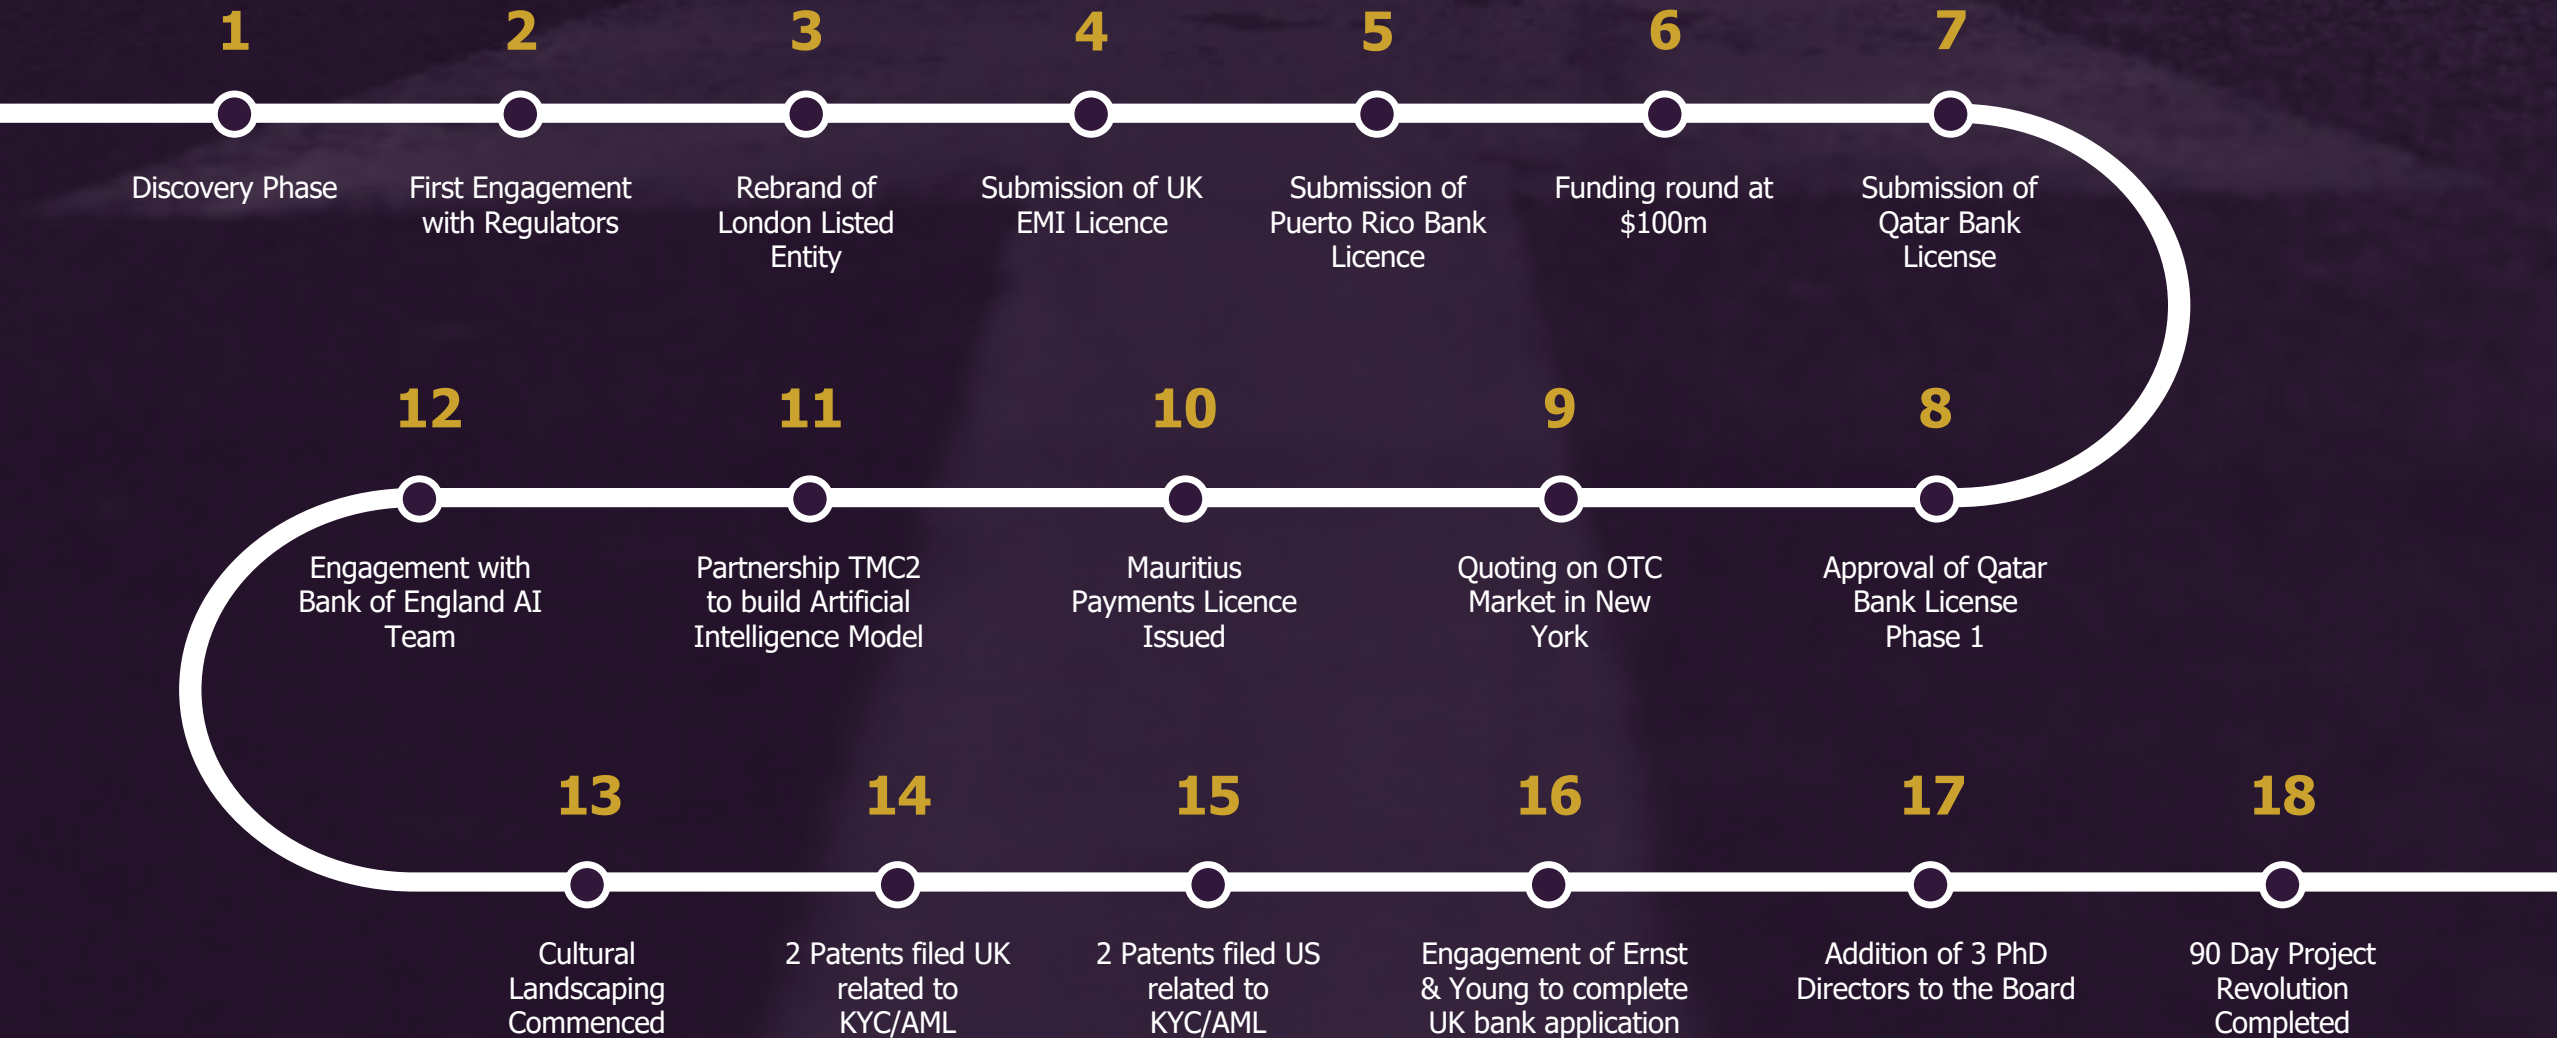 1
Discovery Phase
2
First Engagement
with Regulators
3
Rebrand of
London Listed
Entity
4
Submission of UK
EMI Licence
5
Submission of
Puerto Rico Bank
Licence
6
Funding round at
$100m
7
Submission of
Qatar Bank
License
8
Approval of Qatar
Bank License
Phase 1
9
Quoting on OTC
Market in New
York
10
Mauritius
Payments Licence
Issued
11
Partnership TMC2
to build Artificial
Intelligence Model
12
Engagement with
Bank of England AI
Team
13
Cultural
Landscaping
Commenced
14
2 Patents filed UK
related to
KYC/AML
15
2 Patents filed US
related to
KYC/AML
16
Engagement of Ernst
& Young to complete
UK bank application
17
Addition of 3 PhD
Directors to the Board
18
90 Day Project
Revolution
Completed